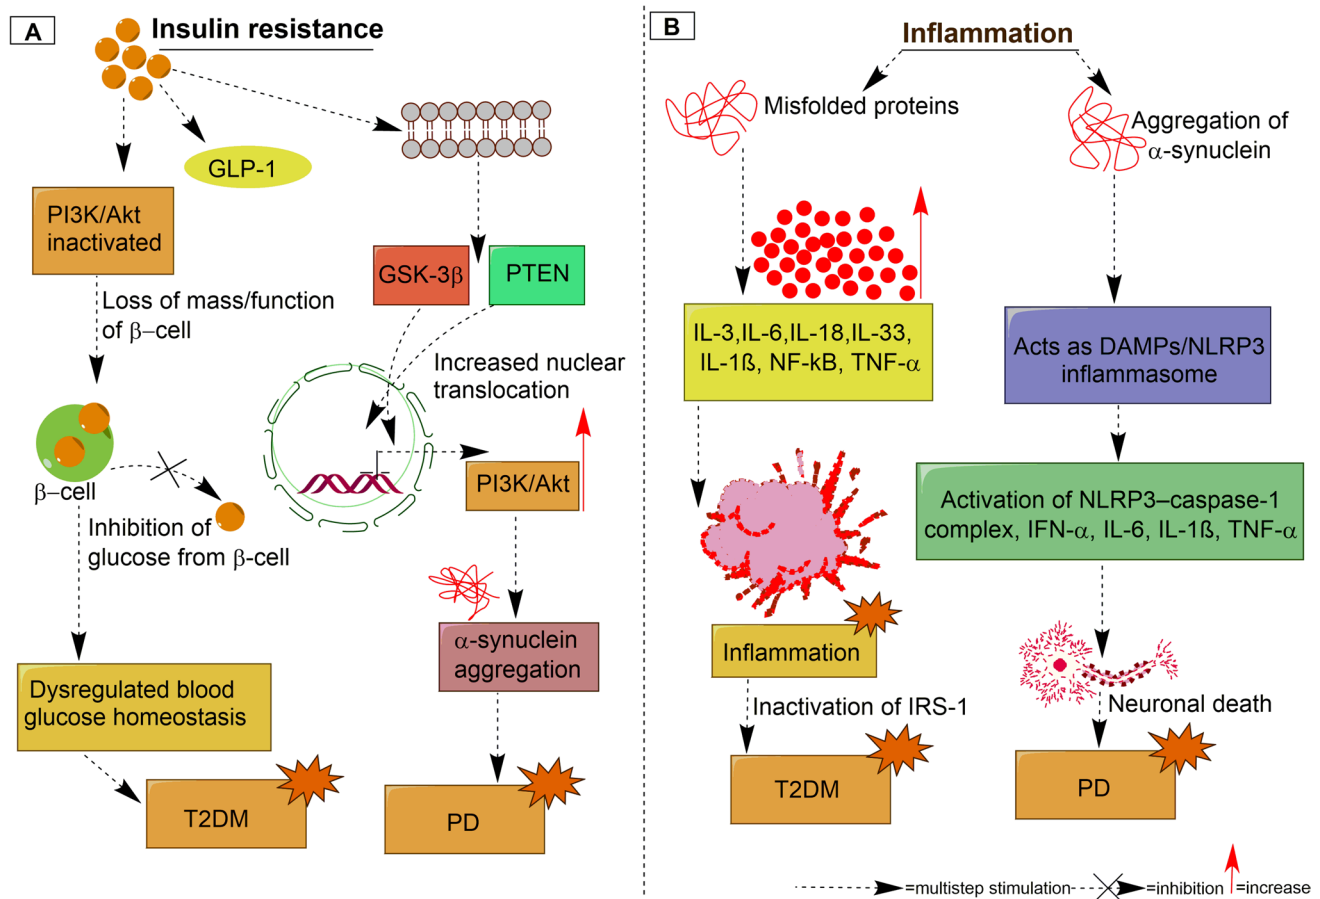 A
Insulin resistance
GLP-1
PI3K/Akt
inactivated
GSK-3β
PTEN
Loss of mass/function
of β−cell
Increased nuclear
translocation
β−cell
PI3K/Akt
Inhibition of
glucose from β-cell
α-synuclein
aggregation
Dysregulated blood
glucose homeostasis
T2DM
PD
B
Inflammation
Misfolded proteins
Aggregation of
α-synuclein
IL-3,IL-6,IL-18,IL-33,
IL-1ß, NF-kB, TNF-α
Acts as DAMPs/NLRP3
inflammasome
Activation of NLRP3–caspase-1
complex, IFN-α, IL-6, IL-1ß, TNF-α
Inflammation
Inactivation of IRS-1
Neuronal death
T2DM
PD
=multistep stimulation
=inhibition
=increase